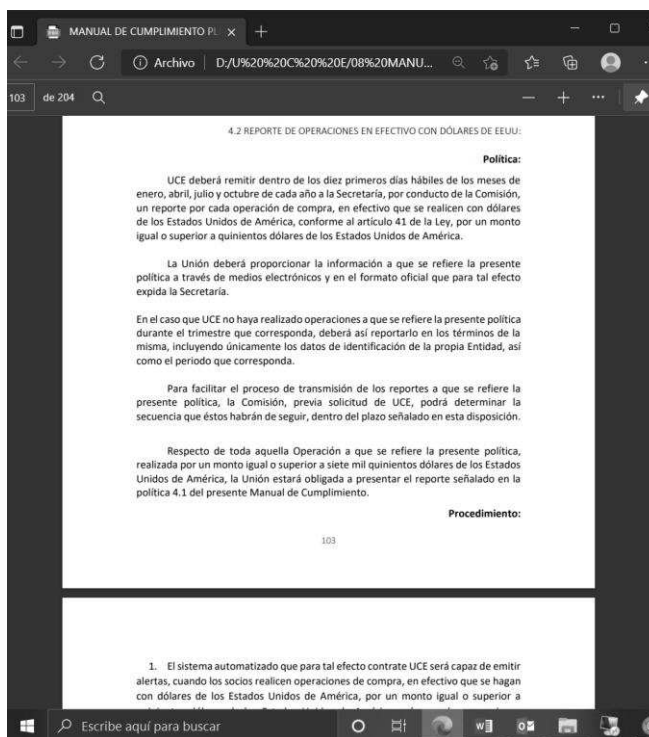 MANUAL DE CUMPLIMIENTO PL
Archivo D:/U%20%20C%20%20E/08%20MANU...
103 de 204
4.2 REPORTE DE OPERACIONES EN EFECTIVO CON DÓLARES DE EEUU:
Política:
UCE deberá remitir dentro de los diez primeros días hábiles de los meses de
enero, abril, julio y octubre de cada año a la Secretaría, por conducto de la Comisión,
un reporte por cada operación de compra, en efectivo que se realicen con dólares
de los Estados Unidos de América, conforme al artículo 41 de la Ley, por un monto
igual o superior a quinientos dólares de los Estados Unidos de América.
La Unión deberá proporcionar la información a que se refiere la presente
política a través de medios electrónicos y en el formato oficial que para tal efecto
expida la Secretaría.
En el caso que UCE no haya realizado operaciones a que se refiere la presente política
durante el trimestre que corresponda, deberá así reportarlo en los términos de la
misma, incluyendo únicamente los datos de identificación de la propia Entidad, así
como el periodo que corresponda.
Para facilitar el proceso de transmisión de los reportes a que se refiere la
presente política, la Comisión, previa solicitud de UCE, podrá determinar la
secuencia que éstos habrán de seguir, dentro del plazo señalado en esta disposición.
Respecto de toda aquella Operación a que se refiere la presente política,
realizada por un monto igual o superior a siete mil quinientos dólares de los Estados
Unidos de América, la Unión estará obligada a presentar el reporte señalado en la
política 4.1 del presente Manual de Cumplimiento.
Procedimiento:
103
1. El sistema automatizado que para tal efecto contrate UCE será capaz de emitir
alertas, cuando los socios realicen operaciones de compra, en efectivo que se hagan
con dólares de los Estados Unidos de América, por un monto igual o superior a
Escribe aquí para buscar